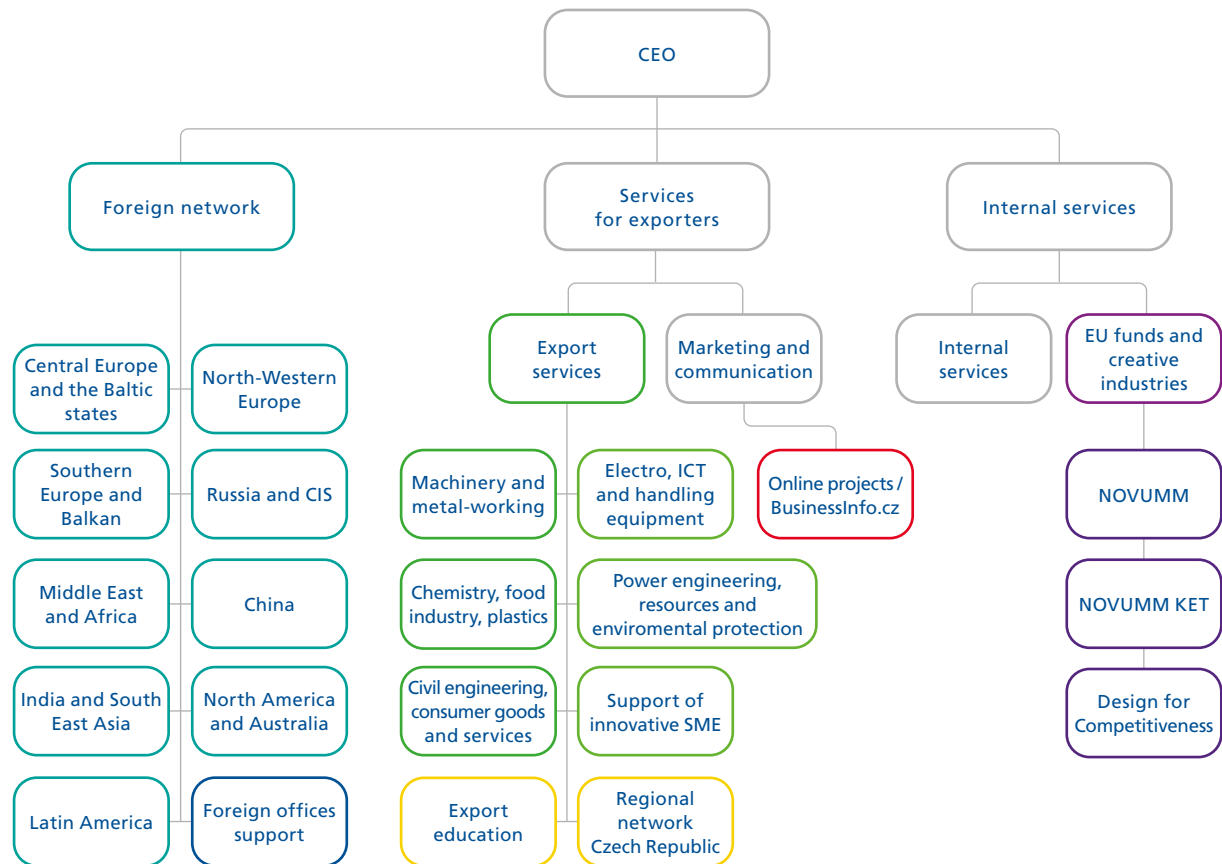 CEO
Foreign network
Services
for exporters
Internal services
Export
services
Marketing and
communication
Internal
services
EU funds and
creative
industries
Central Europe
and the Baltic
states
North-Western
Europe
Southern
Europe and
Balkan
Russia and CIS
Machinery and
metal-working
Electro, ICT
and handling
equipment
Online projects /
BusinessInfo.cz
NOVUMM
Middle East
and Africa
China
Chemistry, food
industry, plastics
Power engineering,
resources and
enviromental protection
NOVUMM KET
India and South
East Asia
North America
and Australia
Civil engineering,
consumer goods
and services
Support of
innovative SME
Design for
Competitiveness
Latin America
Foreign offices
support
Export
education
Regional
network
Czech Republic